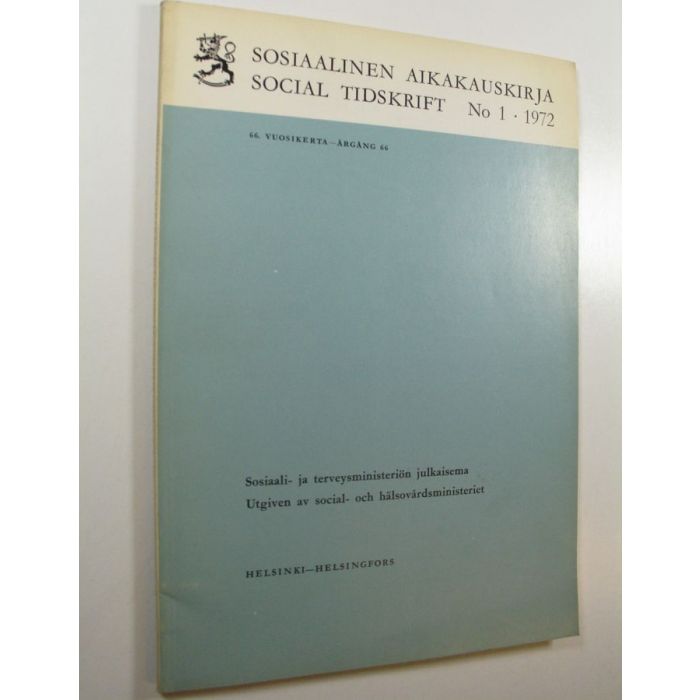 SOSIAALINEN AIKAKAUSKIRJA
SOCIAL TIDSKRIFT No 1 · 1972
66. VUOSIKERTA—ÅRGÅNG 66
Sosiaali- ja terveysministeriön julkaisema
Utgiven av social- och hälsovårdsministeriet
HELSINKI—HELSINGFORS